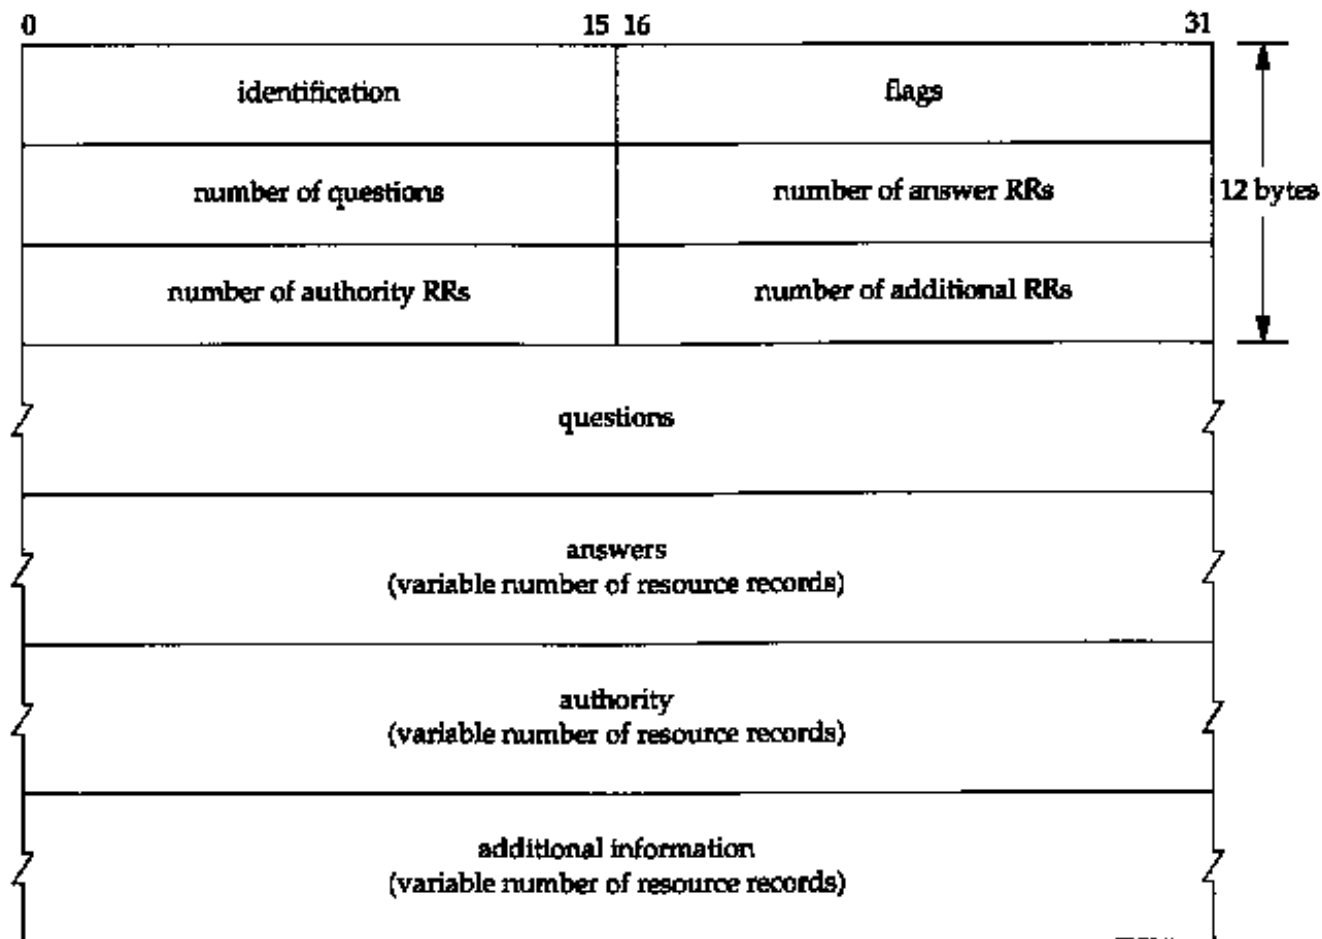 0 15 16 31
identification flags
number of questions number of answer RRs 12 bytes
number of authority RRs number of additional RRs
questions
answers
(variable number of resource records)
authority
(variable number of resource records)
additional information
(variable number of resource records)